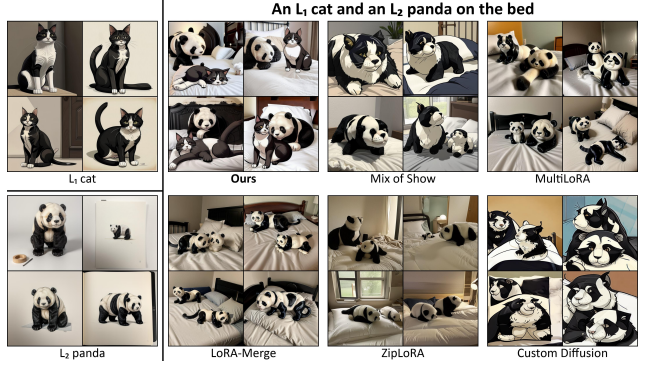 An L₁ cat and an L₂ panda on the bed
L₁ cat
Ours
Mix of Show
MultiLoRA
L₂ panda
LoRA-Merge
ZipLoRA
Custom Diffusion